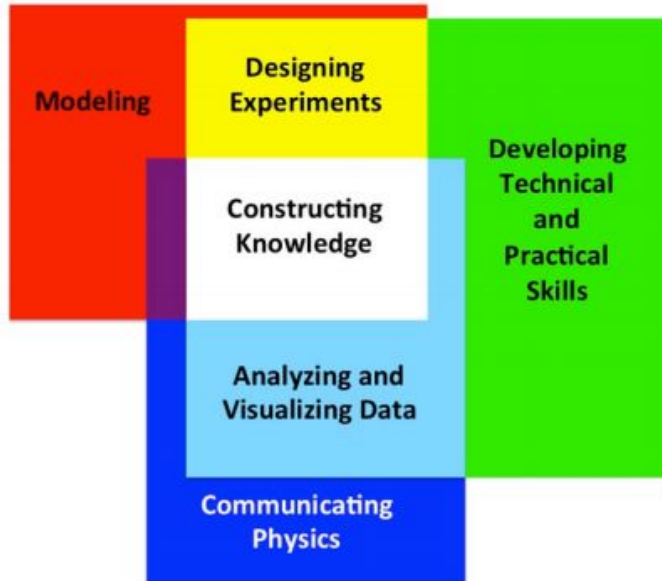 Modeling
Designing
Experiments
Developing
Technical
and
Practical
Skills
Constructing
Knowledge
Analyzing and
Visualizing Data
Communicating
Physics